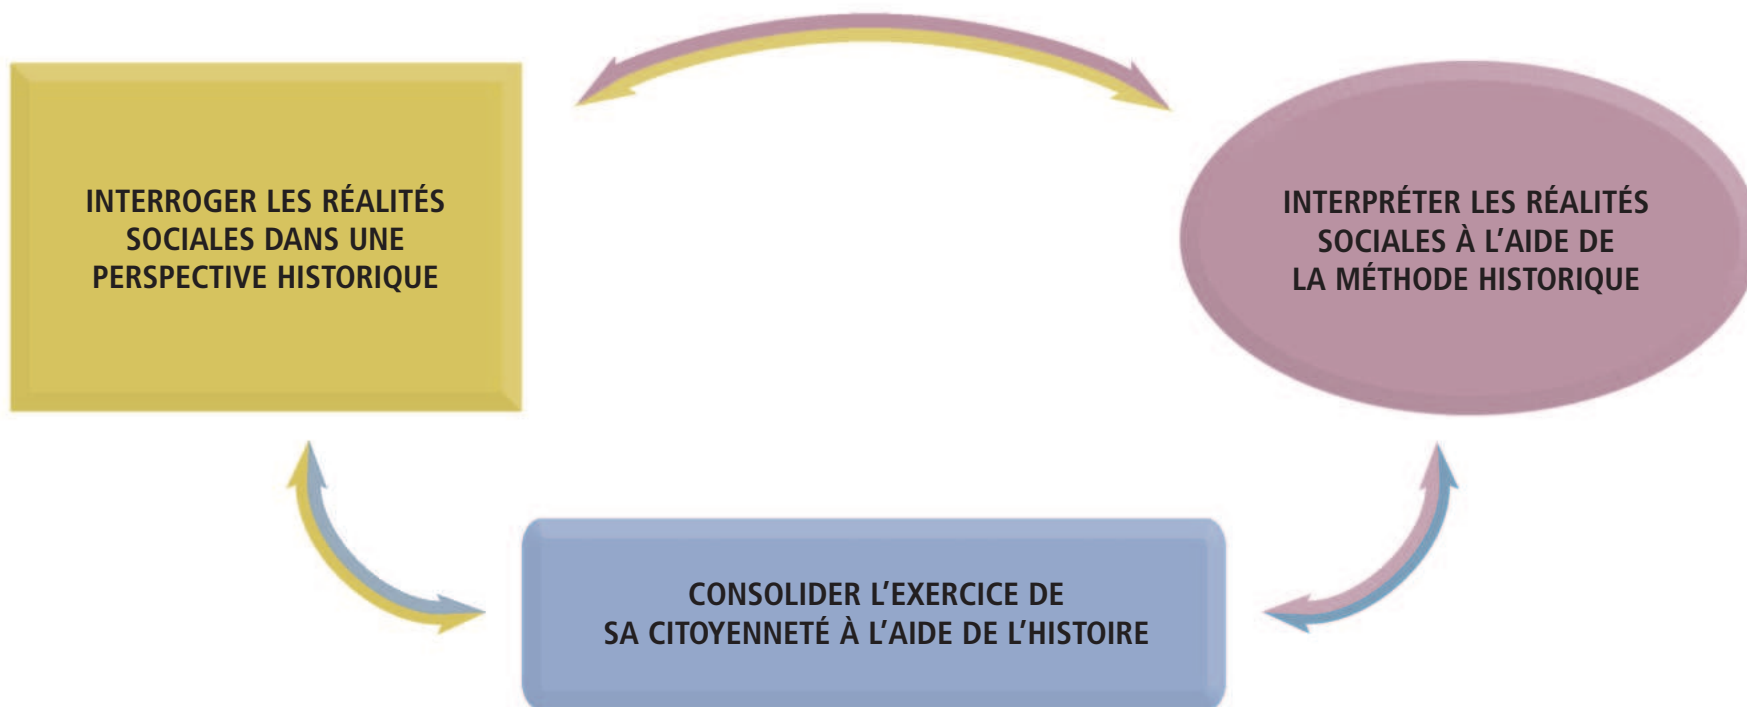 INTERROGER LES RÉALITÉS
SOCIALES DANS UNE
PERSPECTIVE HISTORIQUE
INTERPRÉTER LES RÉALITÉS
SOCIALES À L’AIDE DE
LA MÉTHODE HISTORIQUE
CONSOLIDER L’EXERCICE DE
SA CITOYENNETÉ À L’AIDE DE L’HISTOIRE